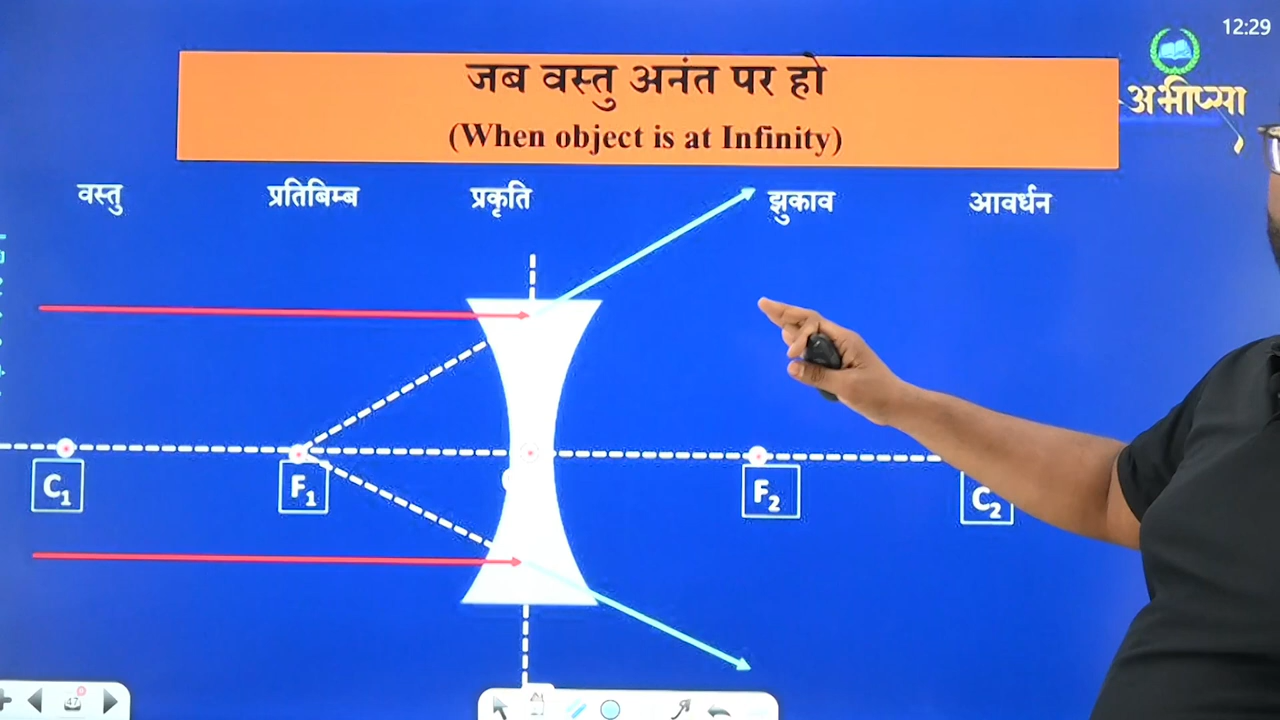 12:29
जब वस्तु अनंत पर हो
(When object is at Infinity)
अभीप्सा
वस्तु प्रतिबिम्ब प्रकृति झुकाव आवर्धन
C₁ F₁ F₂ C₂
47